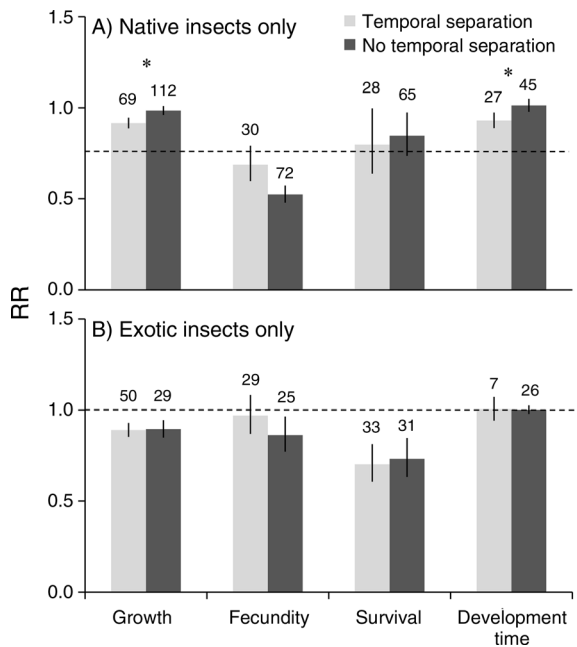 1.5
A) Native insects only
Temporal separation
No temporal separation
*
*
69
112
30
72
28
65
27
45
1.0
0.5
0.0
RR
1.5
B) Exotic insects only
50
29
29
25
33
31
7
26
1.0
0.5
0.0
Growth
Fecundity
Survival
Development
time